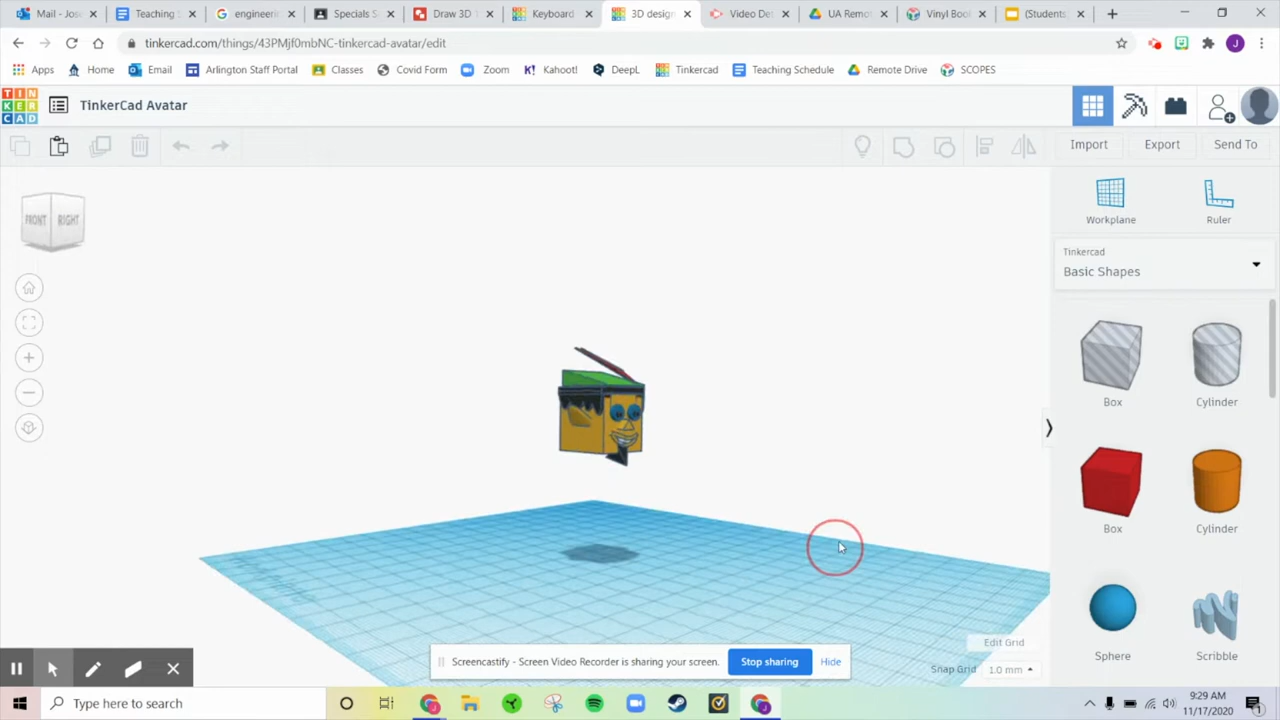 Mail - Jos
Teaching S
engineerin
Specials S
Draw 3D
Keyboard
3D design
Video Del
UA Remo
Vinyl Boo
(Students
tinkercad.com/things/43PMjf0mbNC-tinkercad-avatar/edit
J
Apps
Home
Email
Arlington Staff Portal
Classes
Covid Form
Zoom
K! Kahoot!
DeepL
Tinkercad
Teaching Schedule
Remote Drive
SCOPES
TIN
KER
CAD
TinkerCad Avatar
Import
Export
Send To
FRONT
RIGHT
Workplane
Ruler
Tinkercad
Basic Shapes
Box
Cylinder
Box
Cylinder
Sphere
Scribble
Edit Grid
Snap Grid 1.0 mm
Screencastify - Screen Video Recorder is sharing your screen.
Stop sharing
Hide
Type here to search
9:29 AM
11/17/2020
1